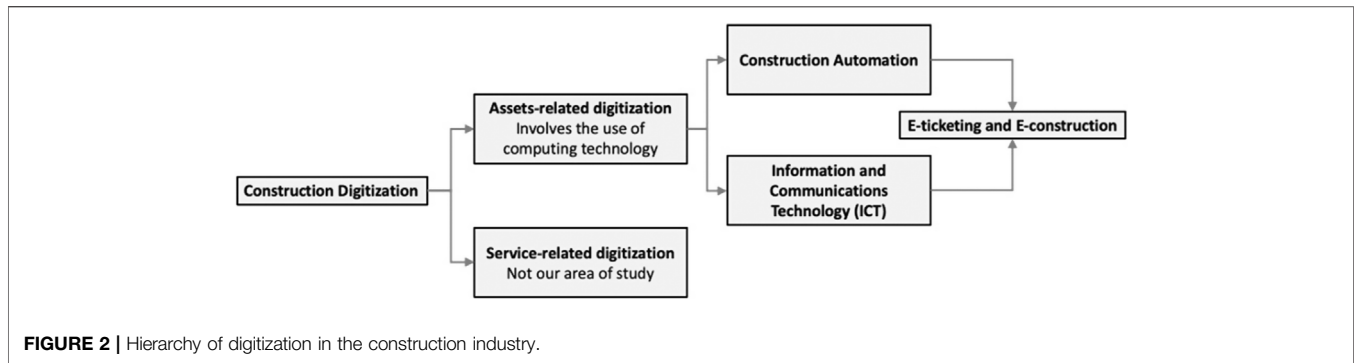 Construction Digitization
Assets-related digitization
Involves the use of
computing technology
Service-related digitization
Not our area of study
Construction Automation
Information and
Communications
Technology (ICT)
E-ticketing and E-construction
FIGURE 2 | Hierarchy of digitization in the construction industry.